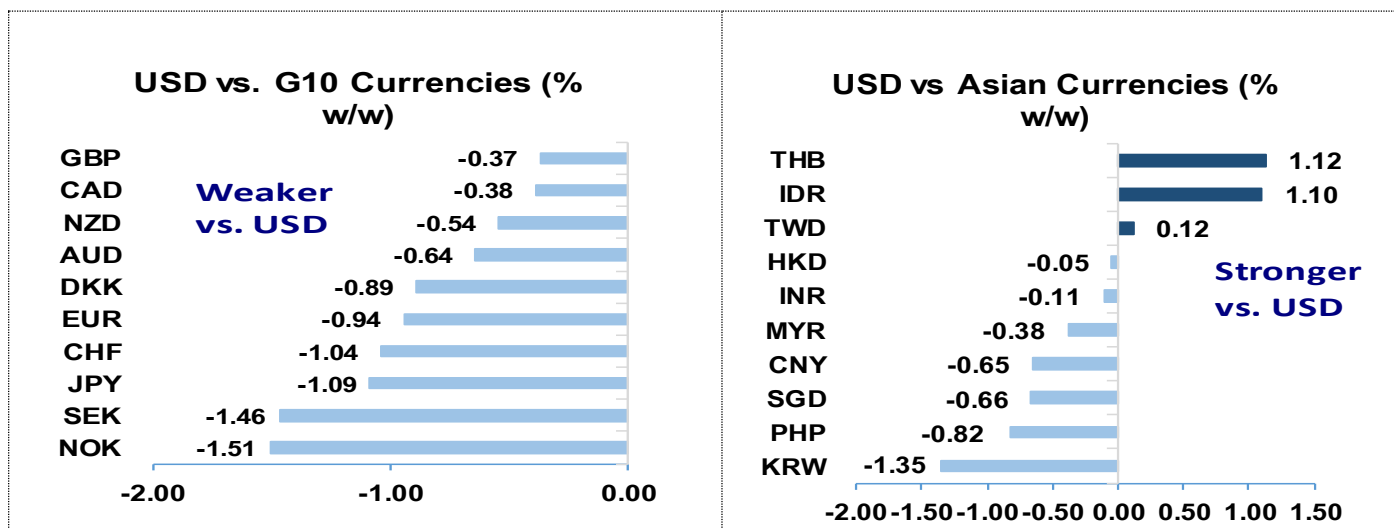 USD vs. G10 Currencies (%
w/w)
GBP -0.37
CAD -0.38
NZD -0.54
AUD -0.64
DKK -0.89
EUR -0.94
CHF -1.04
JPY -1.09
SEK -1.46
NOK -1.51
Weaker
vs. USD
-2.00 -1.00 0.00
USD vs Asian Currencies (%
w/w)
THB 1.12
IDR 1.10
TWD 0.12
HKD -0.05
INR -0.11
MYR -0.38
CNY -0.65
SGD -0.66
PHP -0.82
KRW -1.35
Stronger
vs. USD
-2.00 -1.50 -1.00 -0.50 0.00 0.50 1.00 1.50